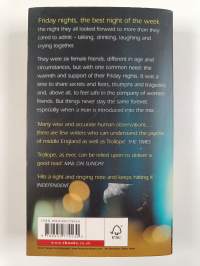 Friday nights, the best night of the week
the night they all looked forward to more than they
cared to admit - talking, drinking, laughing and
crying together
They were six female friends, different in age and
circumstances, but with one common need: the
warmth and support of their Friday nights. It was a
time to share secrets and fears, triumphs and tragedies
and, above all, to feel safe in the company of women
friends. But things never stay the same forever,
especially when a man is introduced into the mix...
'Many wise and accurate human observations...
there are few writers who can understand the psyche
of middle England as well as Trollope' THE TIMES
'Trollope, as ever, can be relied upon to deliver a
good read' MAIL ON SUNDAY
'Hits a sight and ringing note and keeps hitting it'
INDEPENDENT
FSC